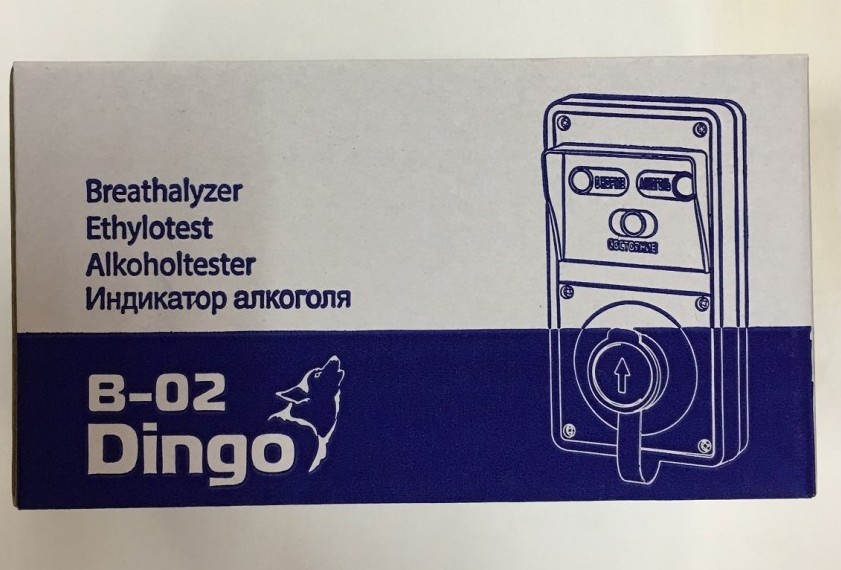 Breathalyzer
Ethylotest
Alkoholtester
Индикатор алкоголя
B-02
Dingo